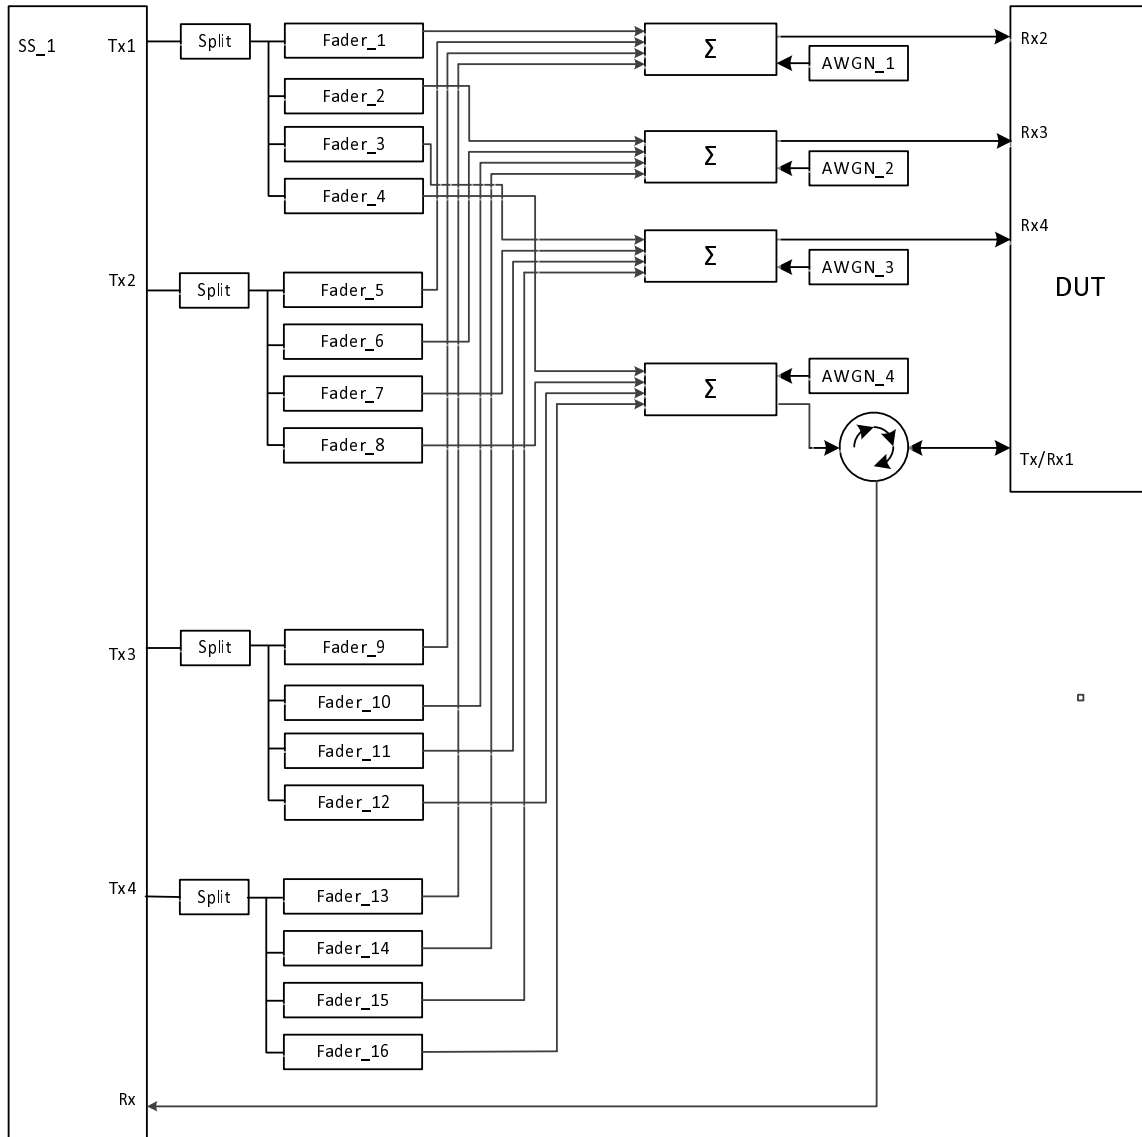 SS_1
Tx1
Split
Fader_1
Σ
Rx2
AWGN_1
Fader_2
Fader_3
Σ
Rx3
AWGN_2
Fader_4
Σ
Rx4
AWGN_3
Tx2
Split
Fader_5
DUT
Fader_6
Fader_7
Σ
AWGN_4
Fader_8
Tx/Rx1
Tx3
Split
Fader_9
Fader_10
Fader_11
Fader_12
Tx4
Split
Fader_13
Fader_14
Fader_15
Fader_16
Rx